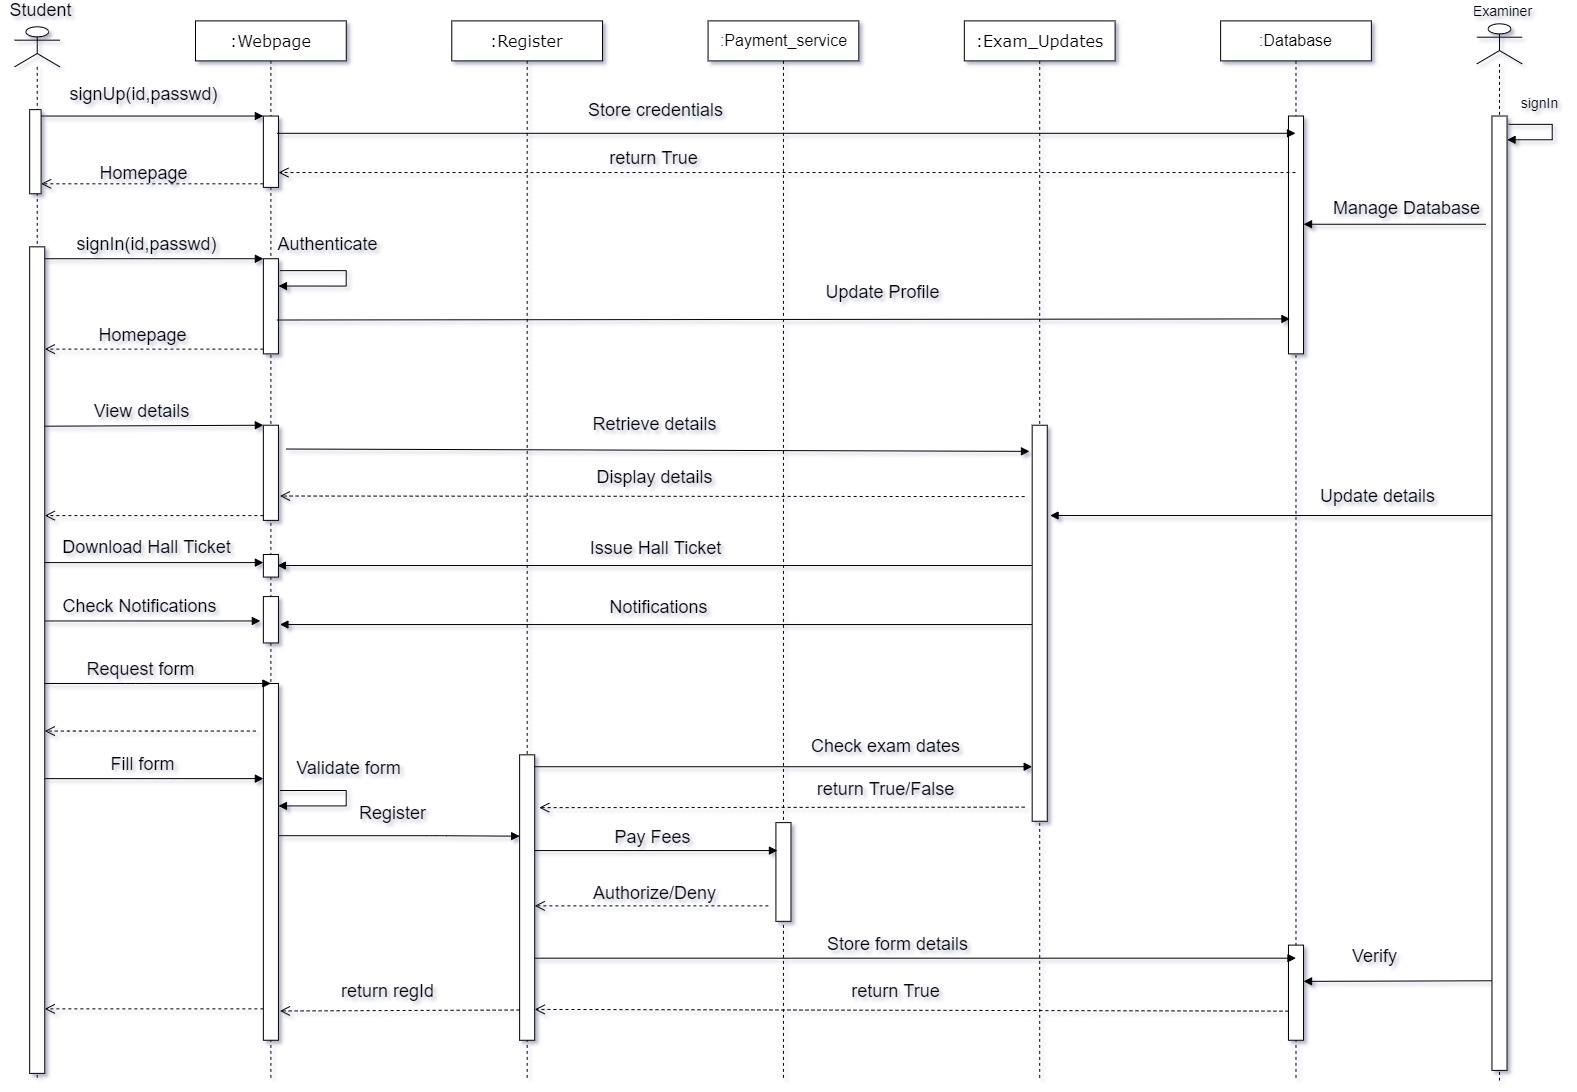 Student
Examiner
:Webpage
:Register
:Payment_service
:Exam_Updates
:Database
signUp(id,passwd)
signIn
Store credentials
return True
Homepage
Manage Database
signIn(id,passwd)
Authenticate
Update Profile
Homepage
View details
Retrieve details
Display details
Update details
Download Hall Ticket
Issue Hall Ticket
Check Notifications
Notifications
Request form
Check exam dates
Fill form
Validate form
return True/False
Register
Pay Fees
Authorize/Deny
Store form details
Verify
return regId
return True